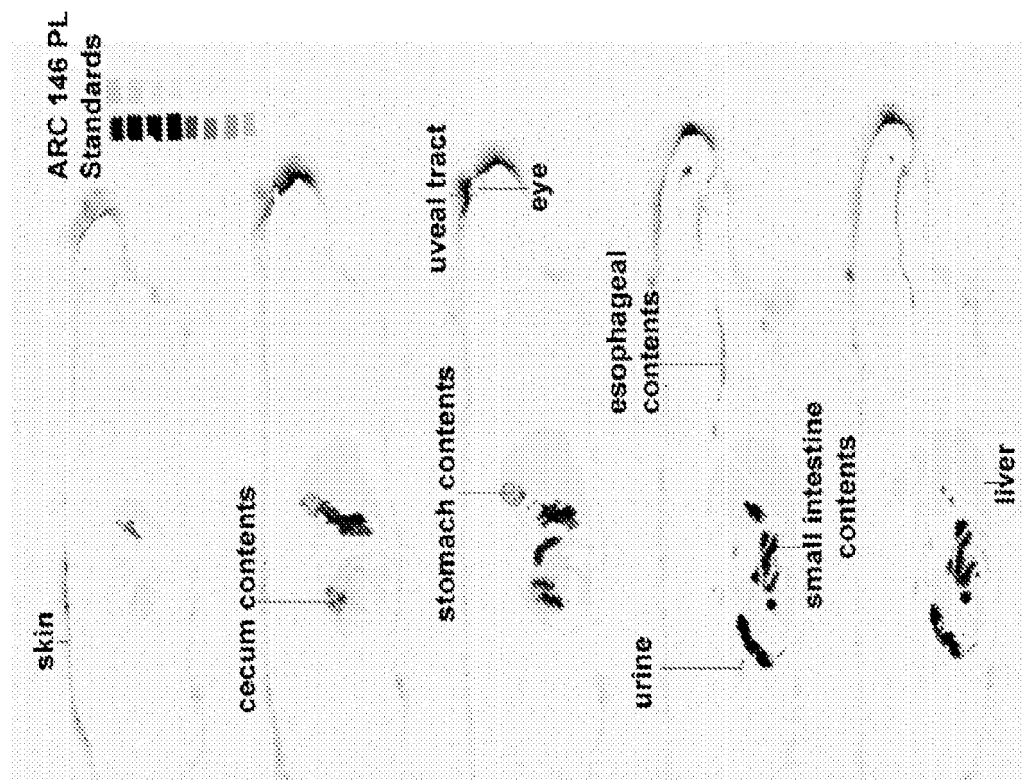 ARC 146 PL
Standards
skin
cecum contents
uveal tract
eye
stomach contents
esophageal
contents
urine
small intestine
contents
liver